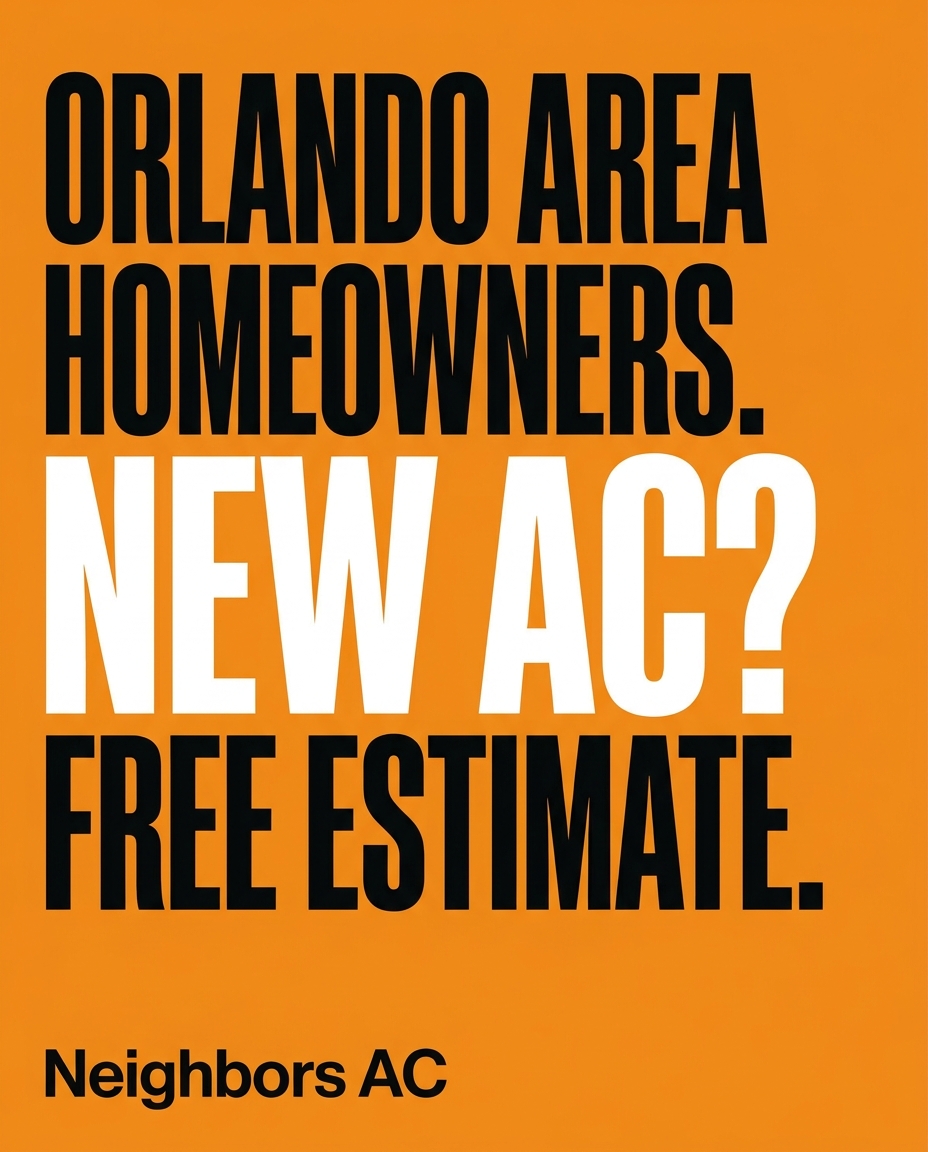 ORLANDO AREA
HOMEOWNERS.
NEW AC?
FREE ESTIMATE.
Neighbors AC